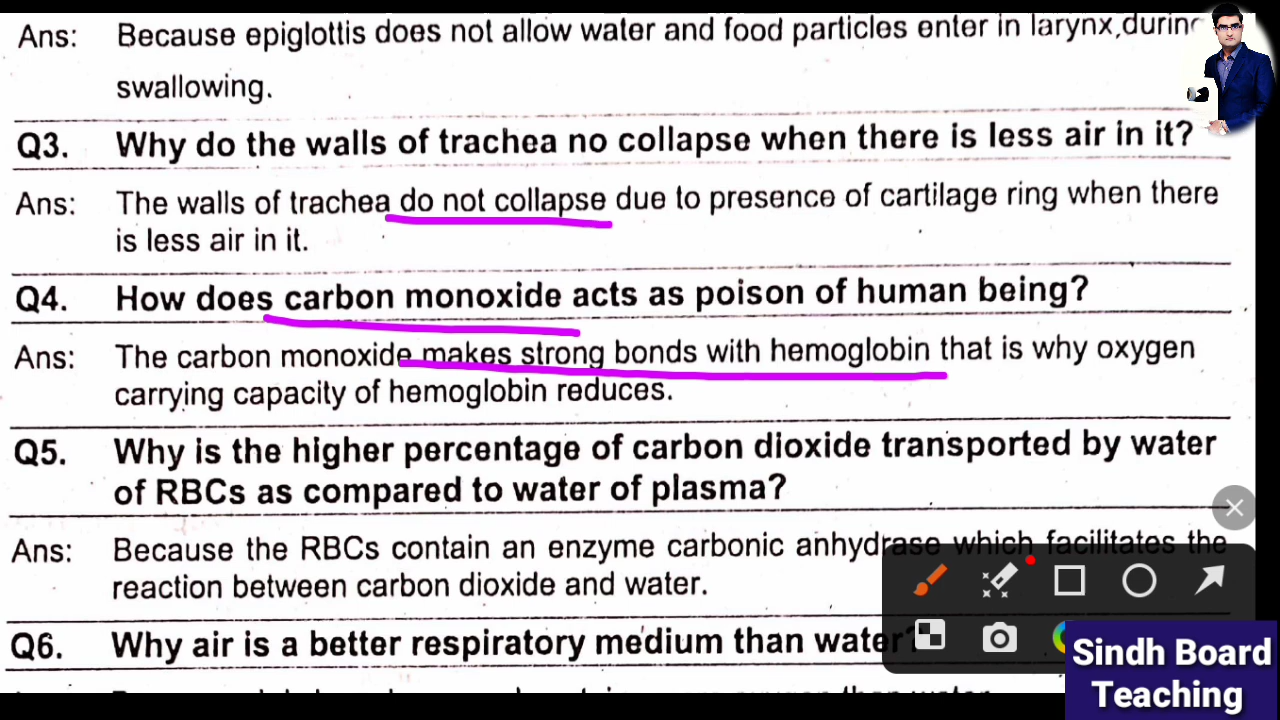 Ans: Because epiglottis does not allow water and food particles enter in larynx,during
swallowing.
Q3. Why do the walls of trachea no collapse when there is less air in it?
Ans: The walls of trachea do not collapse due to presence of cartilage ring when there
is less air in it.
Q4. How does carbon monoxide acts as poison of human being?
Ans: The carbon monoxide makes strong bonds with hemoglobin that is why oxygen
carrying capacity of hemoglobin reduces.
Q5. Why is the higher percentage of carbon dioxide transported by water
of RBCs as compared to water of plasma?
Ans: Because the RBCs contain an enzyme carbonic anhydrase which facilitates the
reaction between carbon dioxide and water.
Q6. Why air is a better respiratory medium than water?
oxygen than water
Sindh Board
Teaching